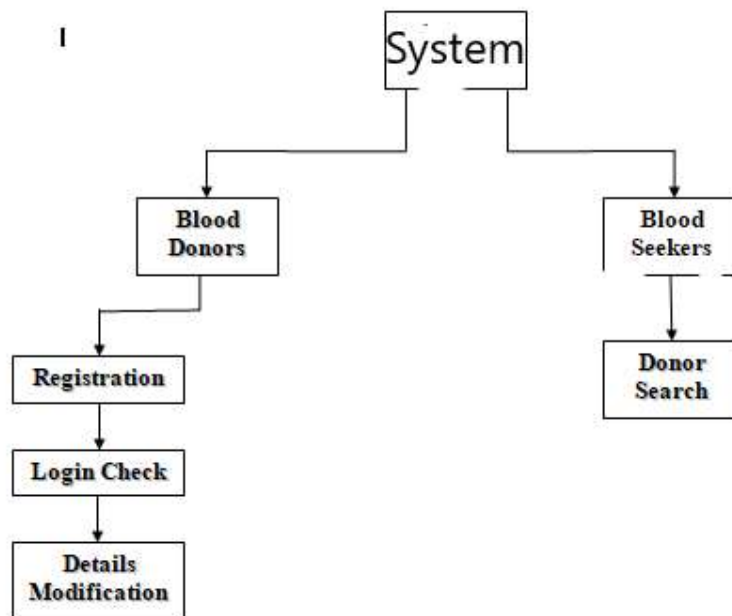 I
System
Blood
Donors
Blood
Seekers
Registration
Donor
Search
Login Check
Details
Modification